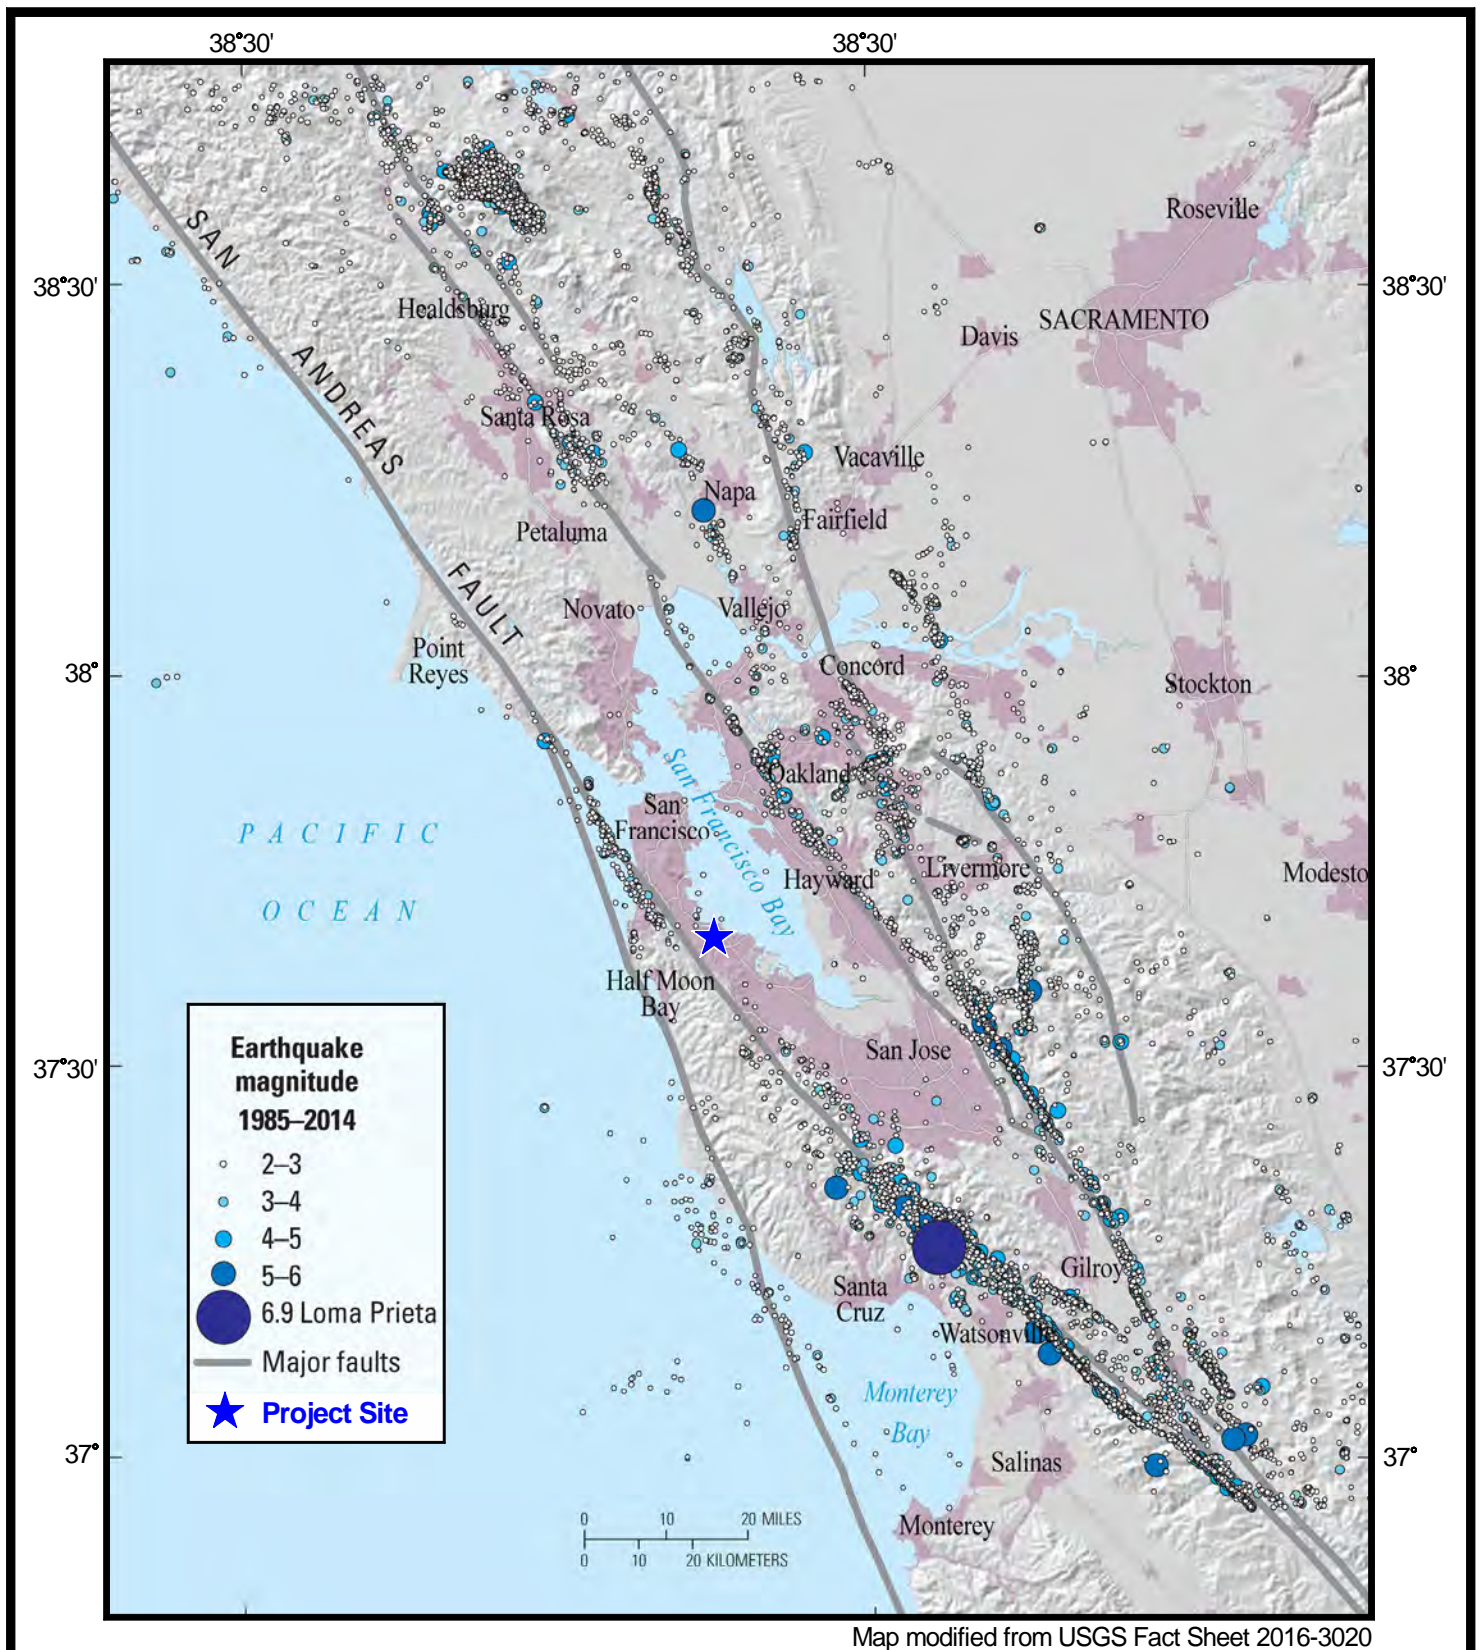 38°30'
38°30'
Roseville
SAN
38°30'
38°30'
Healdsburg
SACRAMENTO
Davis
ANDREAS
Santa Rosa
Vacaville
Napa
Fairfield
Petaluma
FAULT
Novato
Vallejo
Point
Reyes
Concord
38°
38°
Stockton
Oakland
San Francisco Bay
San
Francisco
PACIFIC
OCEAN
Hayward
Livermore
Modesto
Half Moon
Bay
Earthquake
magnitude
1985–2014
2–3
3–4
4–5
5–6
6.9 Loma Prieta
Major faults
Project Site
San Jose
37°30'
37°30'
Gilroy
Santa
Cruz
Watsonville
Monterey
Bay
37°
37°
Salinas
Monterey
0 10 20 MILES
0 10 20 KILOMETERS
Map modified from USGS Fact Sheet 2016-3020